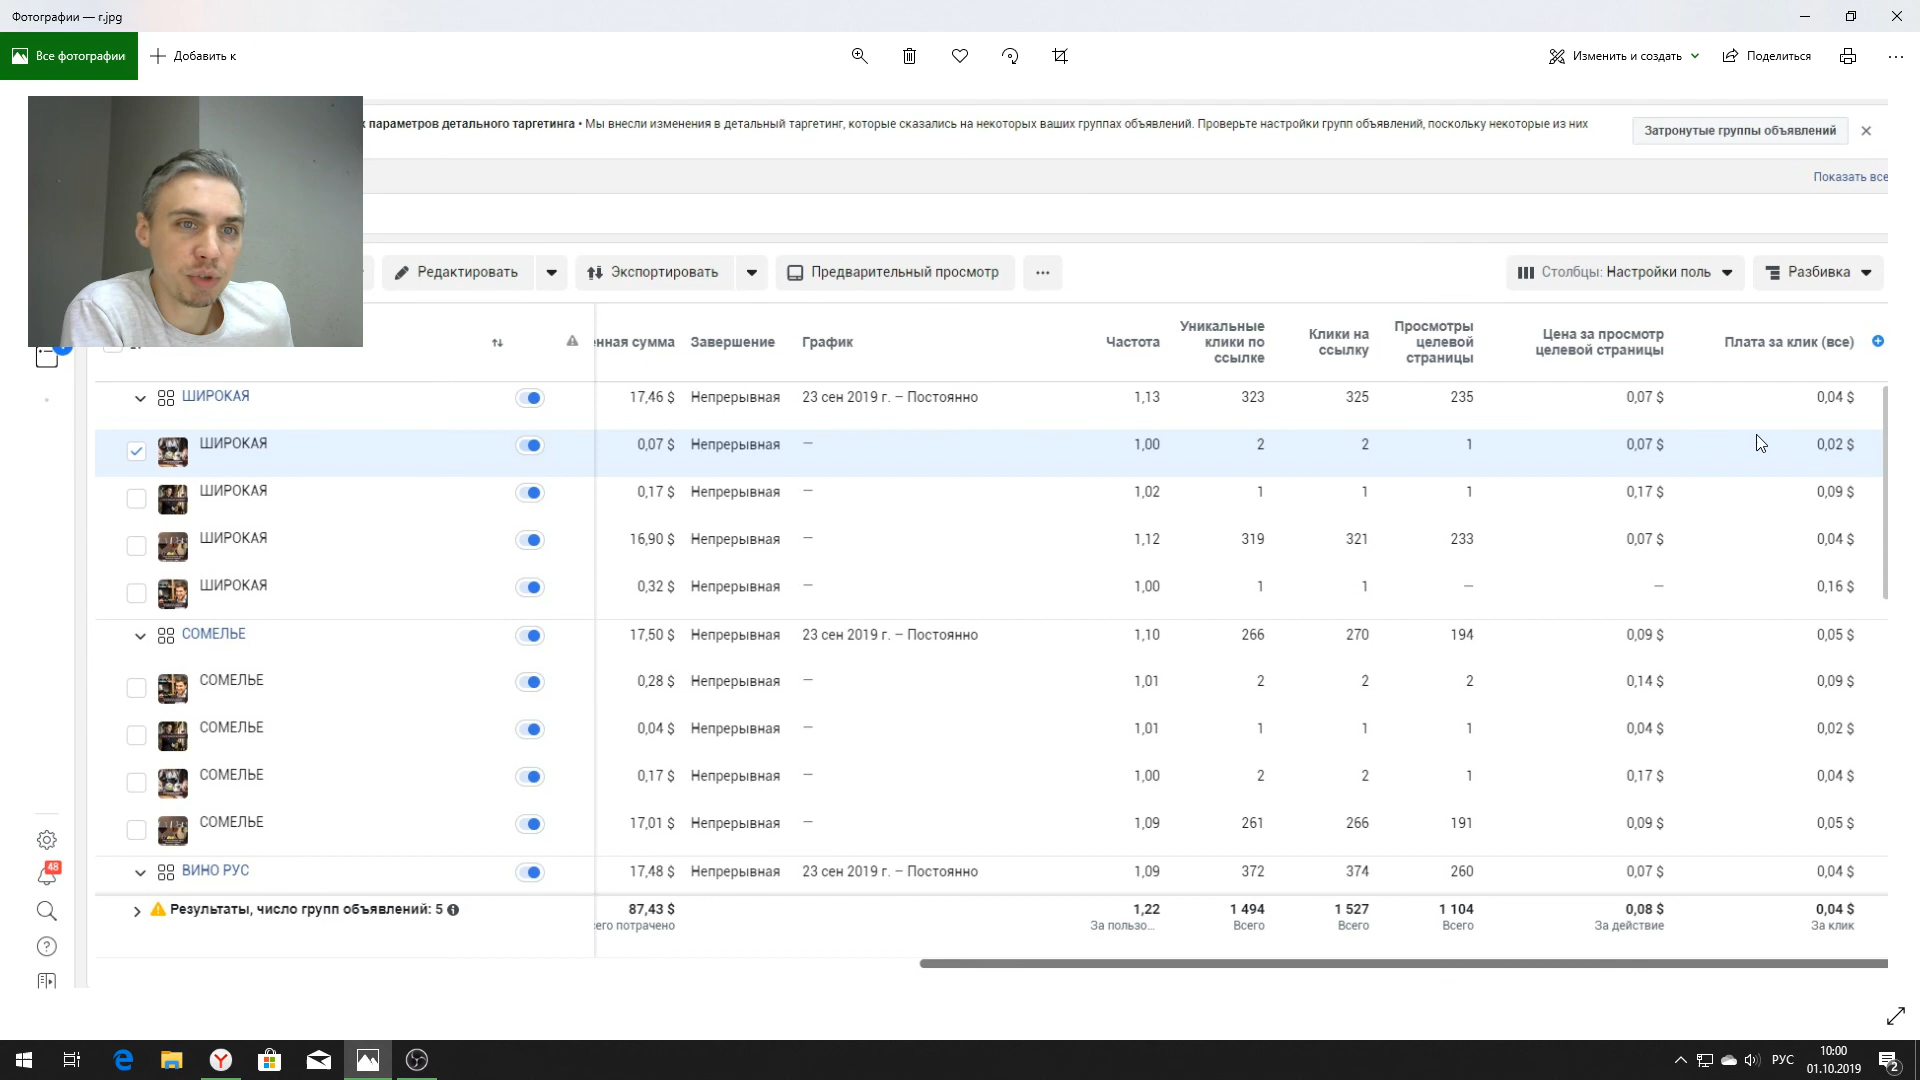 Фотографии — г.jpg
Все фотографии
Добавить к
Изменить и создать
Поделиться
параметров детального таргетинга • Мы внесли изменения в детальный таргетинг, которые сказались на некоторых ваших группах объявлений. Проверьте настройки групп объявлений, поскольку некоторые из них
Затронутые группы объявлений
Показать все
Редактировать
Экспортировать
Предварительный просмотр
Столбцы: Настройки поль
Разбивка
сумма
Завершение
График
Частота
Уникальные клики по ссылке
Клики на ссылку
Просмотры целевой страницы
Цена за просмотр целевой страницы
Плата за клик (все)
ШИРОКАЯ 17,46 $ Непрерывная 23 сен 2019 г. – Постоянно 1,13 323 325 235 0,07 $ 0,04 $
ШИРОКАЯ 0,07 $ Непрерывная — 1,00 2 2 1 0,07 $ 0,02 $
ШИРОКАЯ 0,17 $ Непрерывная — 1,02 1 1 1 0,17 $ 0,09 $
ШИРОКАЯ 16,90 $ Непрерывная — 1,12 319 321 233 0,07 $ 0,04 $
ШИРОКАЯ 0,32 $ Непрерывная — 1,00 1 1 — — 0,16 $
СОМЕЛЬЕ 17,50 $ Непрерывная 23 сен 2019 г. – Постоянно 1,10 266 270 194 0,09 $ 0,05 $
СОМЕЛЬЕ 0,28 $ Непрерывная — 1,01 2 2 2 0,14 $ 0,09 $
СОМЕЛЬЕ 0,04 $ Непрерывная — 1,01 1 1 1 0,04 $ 0,02 $
СОМЕЛЬЕ 0,17 $ Непрерывная — 1,00 2 2 1 0,17 $ 0,04 $
СОМЕЛЬЕ 17,01 $ Непрерывная — 1,09 261 266 191 0,09 $ 0,05 $
ВИНО РУС 17,48 $ Непрерывная 23 сен 2019 г. – Постоянно 1,09 372 374 260 0,07 $ 0,04 $
Результаты, число групп объявлений: 5 87,43 $ 1,22 1 494 1 527 1 104 0,08 $ 0,04 $
его потрачено За пользо... Всего Всего Всего За действие За клик
48
РУС
10:00
01.10.2019
2